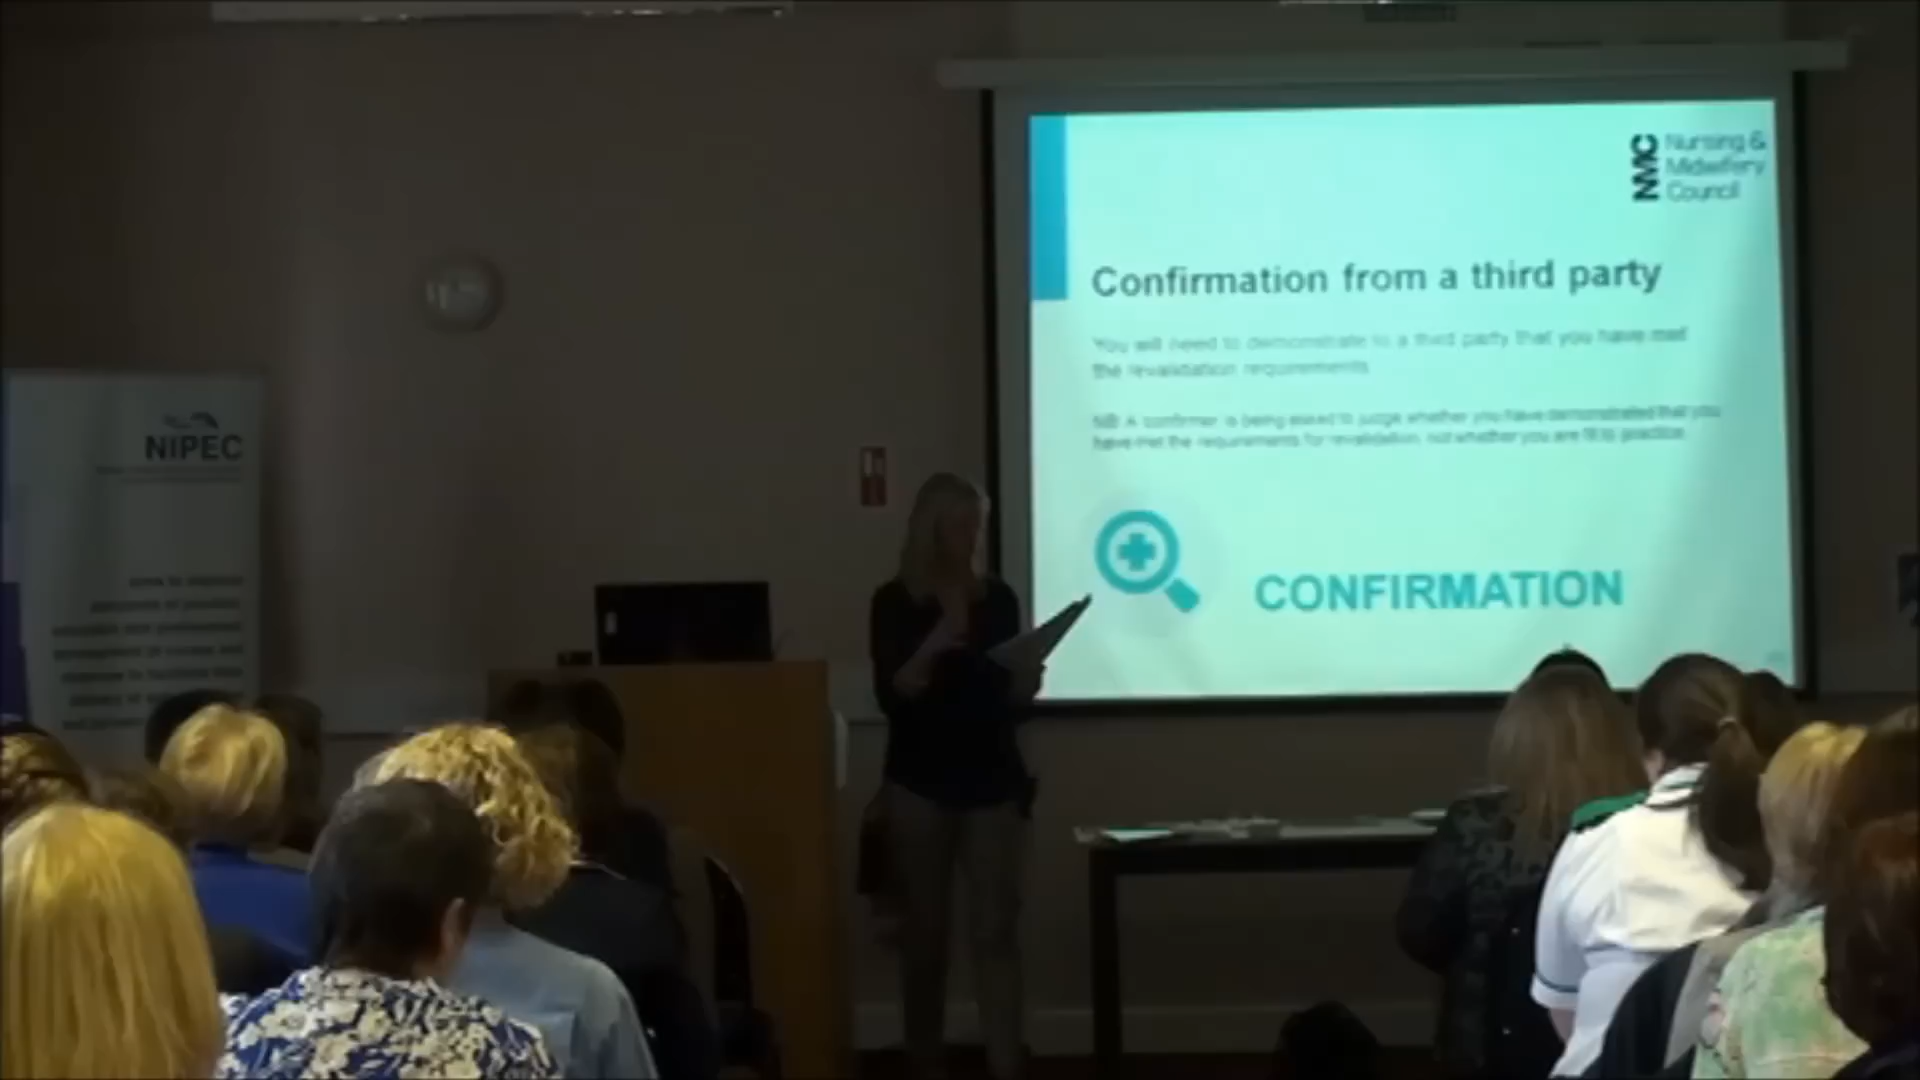 NMC
Nursing &
Midwifery
Council
Confirmation from a third party
You will need to demonstrate to a third party that you have met
the revalidation requirements
NB A confirmer is being asked to judge whether you have demonstrated that you
have met the requirements for revalidation, not whether you are fit to practice
CONFIRMATION
NIPEC